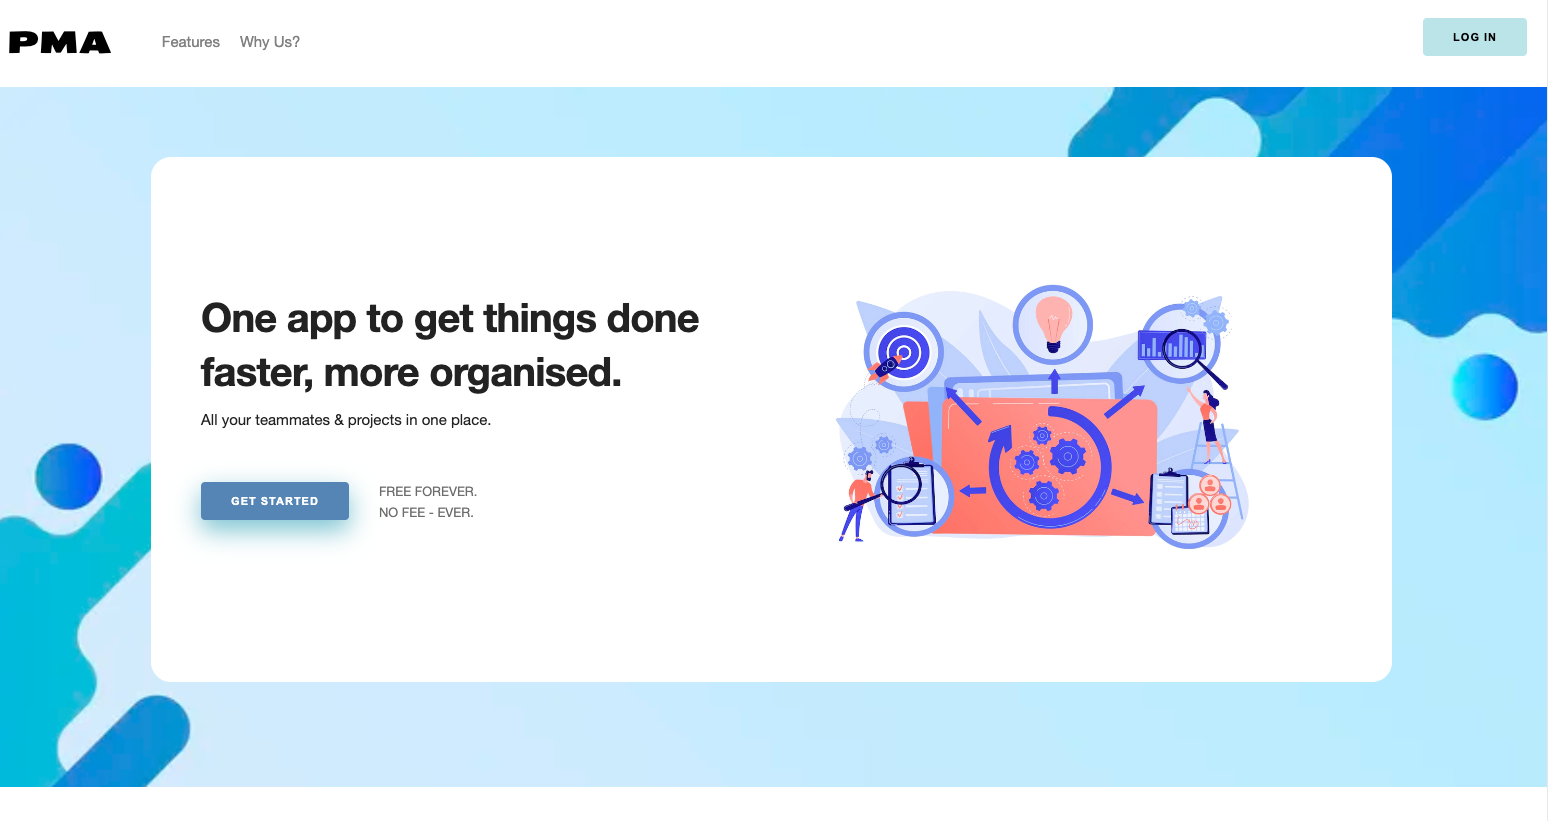 PMA
Features
Why Us?
LOG IN
One app to get things done
faster, more organised.
All your teammates & projects in one place.
GET STARTED
FREE FOREVER.
NO FEE - EVER.